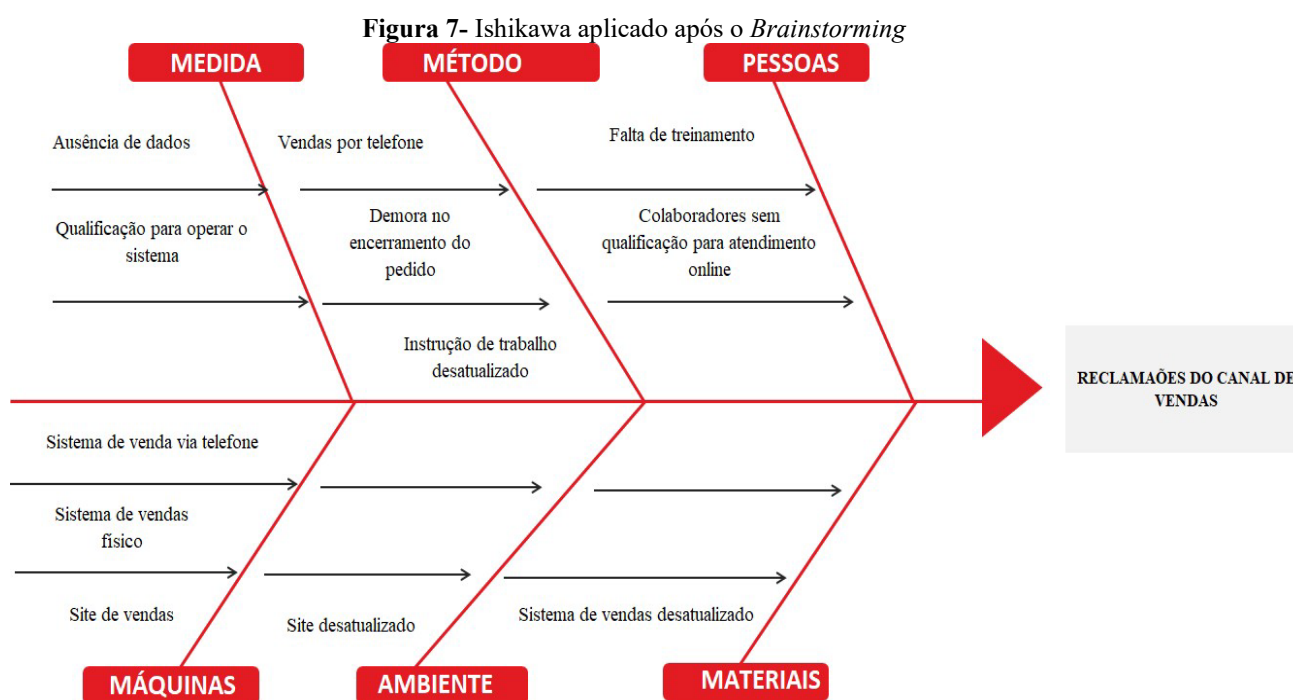 Figura 7- Ishikawa aplicado após o Brainstorming
MEDIDA
MÉTODO
PESSOAS
Ausência de dados
Vendas por telefone
Falta de treinamento
Qualificação para operar o
sistema
Demora no
encerramento do
pedido
Colaboradores sem
qualificação para atendimento
online
Instrução de trabalho
desatualizado
RECLAMAÕES DO CANAL DE
VENDAS
Sistema de venda via telefone
Sistema de vendas
físico
Site de vendas
Site desatualizado
Sistema de vendas desatualizado
MÁQUINAS
AMBIENTE
MATERIAIS